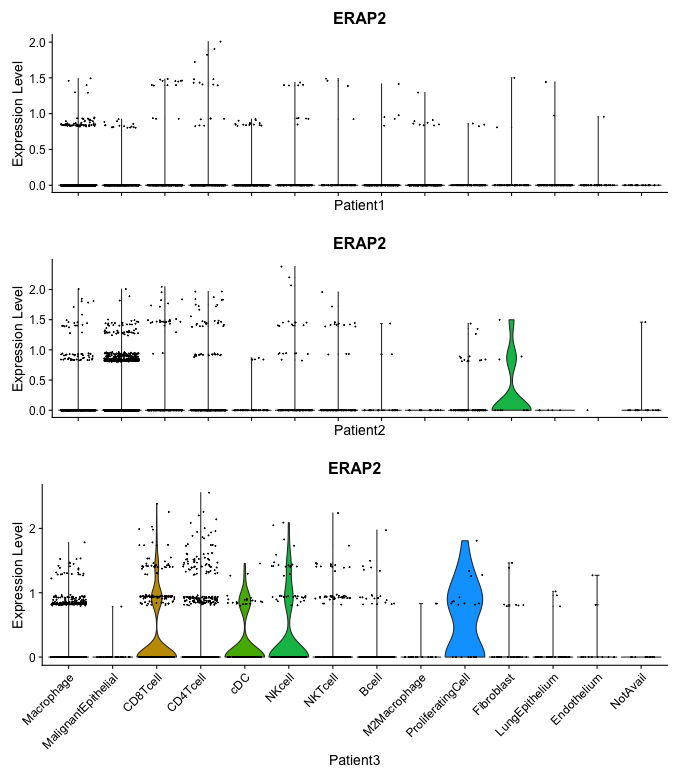 ERAP2
Expression Level
2.0
1.5
1.0
0.5
0.0
Patient1
ERAP2
Expression Level
2.0
1.5
1.0
0.5
0.0
Patient2
ERAP2
Expression Level
2
1
0
Macrophage
MalignantEpithelial
CD8Tcell
CD4Tcell
cDC
NKcell
NKTcell
Bcell
M2Macrophage
ProliferatingCell
Fibroblast
LungEpithelium
Endothelium
NotAvail
Patient3